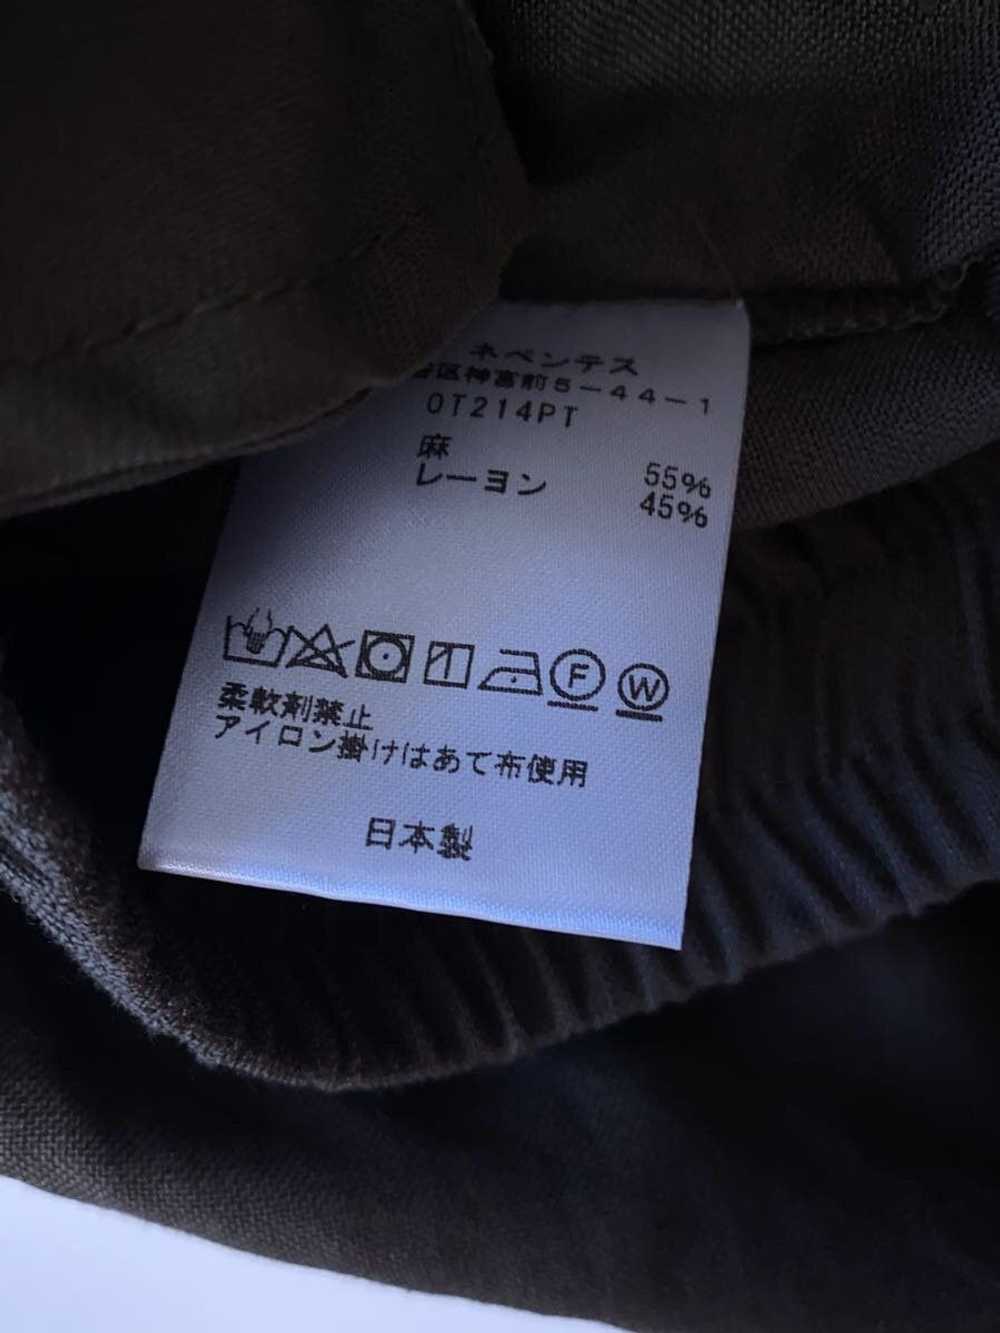 ネペンテス
区神宮前5-44-1
OT214PT
麻 55%
レーヨン 45%
F W
柔軟剤禁止
アイロン掛けはあて布使用
日本製